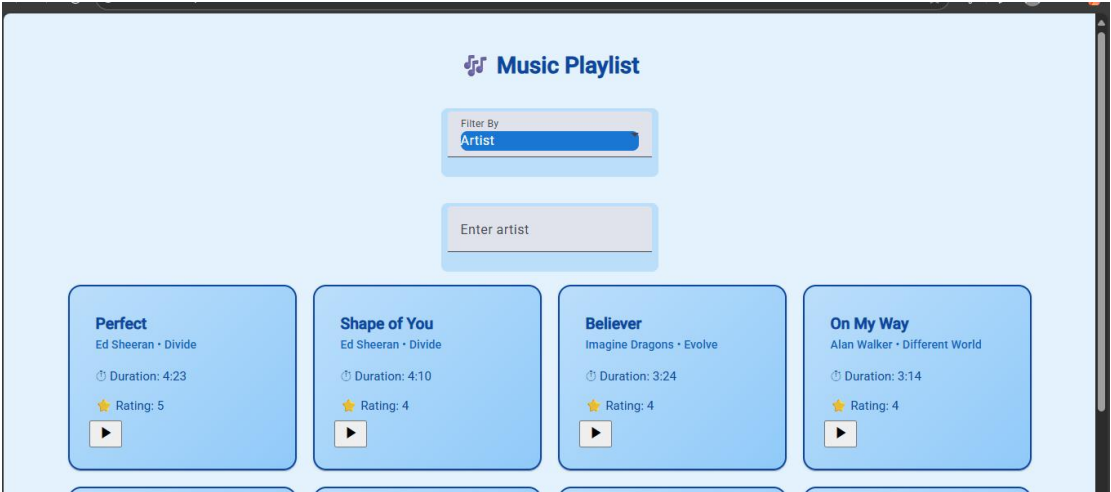 Music Playlist
Filter By
Artist
Enter artist
Perfect
Ed Sheeran • Divide
Duration: 4:23
Rating: 5
Shape of You
Ed Sheeran • Divide
Duration: 4:10
Rating: 4
Believer
Imagine Dragons • Evolve
Duration: 3:24
Rating: 4
On My Way
Alan Walker • Different World
Duration: 3:14
Rating: 4